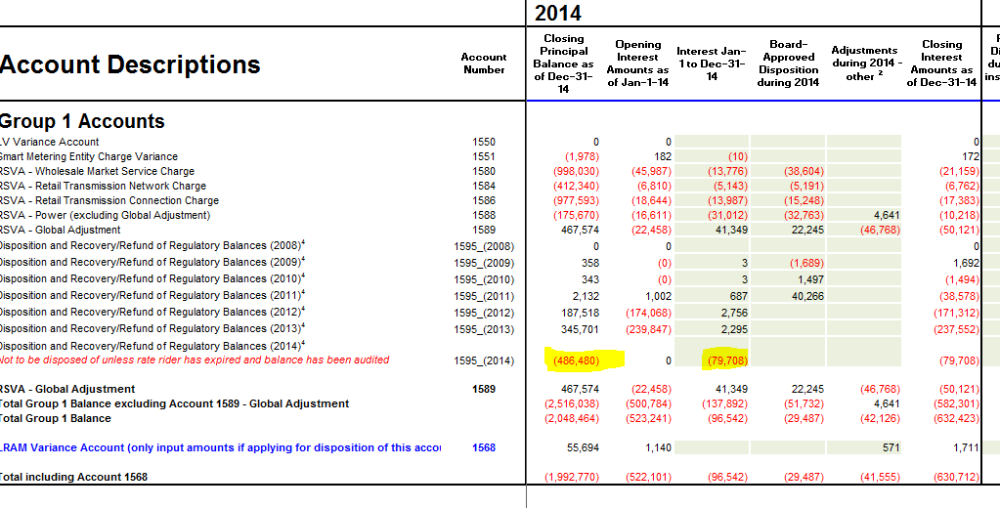 2014
Account Descriptions Account Number Closing Principal Balance as of Dec-31-14 Opening Interest Amounts as of Jan-1-14 Interest Jan-1 to Dec-31-14 Board-Approved Disposition during 2014 Adjustments during 2014 - other 2 Closing Interest Amounts as of Dec-31-14
Group 1 Accounts
LV Variance Account 1550 0 0 0
Smart Metering Entity Charge Variance 1551 (1,978) 182 (10) 172
RSVA - Wholesale Market Service Charge 1580 (998,030) (45,987) (13,776) (38,604) (21,159)
RSVA - Retail Transmission Network Charge 1584 (412,340) (6,810) (5,143) (5,191) (6,762)
RSVA - Retail Transmission Connection Charge 1586 (977,593) (18,644) (13,987) (15,248) (17,383)
RSVA - Power (excluding Global Adjustment) 1588 (175,670) (16,611) (31,012) (32,763) 4,641 (10,218)
RSVA - Global Adjustment 1589 467,574 (22,458) 41,349 22,245 (46,768) (50,121)
Disposition and Recovery/Refund of Regulatory Balances (2008)4 1595_(2008) 0 0 0
Disposition and Recovery/Refund of Regulatory Balances (2009)4 1595_(2009) 358 (0) 3 (1,689) 1,692
Disposition and Recovery/Refund of Regulatory Balances (2010)4 1595_(2010) 343 (0) 3 1,497 (1,494)
Disposition and Recovery/Refund of Regulatory Balances (2011)4 1595_(2011) 2,132 1,002 687 40,266 (38,578)
Disposition and Recovery/Refund of Regulatory Balances (2012)4 1595_(2012) 187,518 (174,068) 2,756 (171,312)
Disposition and Recovery/Refund of Regulatory Balances (2013)4 1595_(2013) 345,701 (239,847) 2,295 (237,552)
Disposition and Recovery/Refund of Regulatory Balances (2014)4
Not to be disposed of unless rate rider has expired and balance has been audited 1595_(2014) (486,480) 0 (79,708) (79,708)
RSVA - Global Adjustment 1589 467,574 (22,458) 41,349 22,245 (46,768) (50,121)
Total Group 1 Balance excluding Account 1589 - Global Adjustment (2,516,038) (500,784) (137,892) (51,732) 4,641 (582,301)
Total Group 1 Balance (2,048,464) (523,241) (96,542) (29,487) (42,126) (632,423)
LRAM Variance Account (only input amounts if applying for disposition of this accou 1568 55,694 1,140 571 1,711
Total including Account 1568 (1,992,770) (522,101) (96,542) (29,487) (41,555) (630,712)